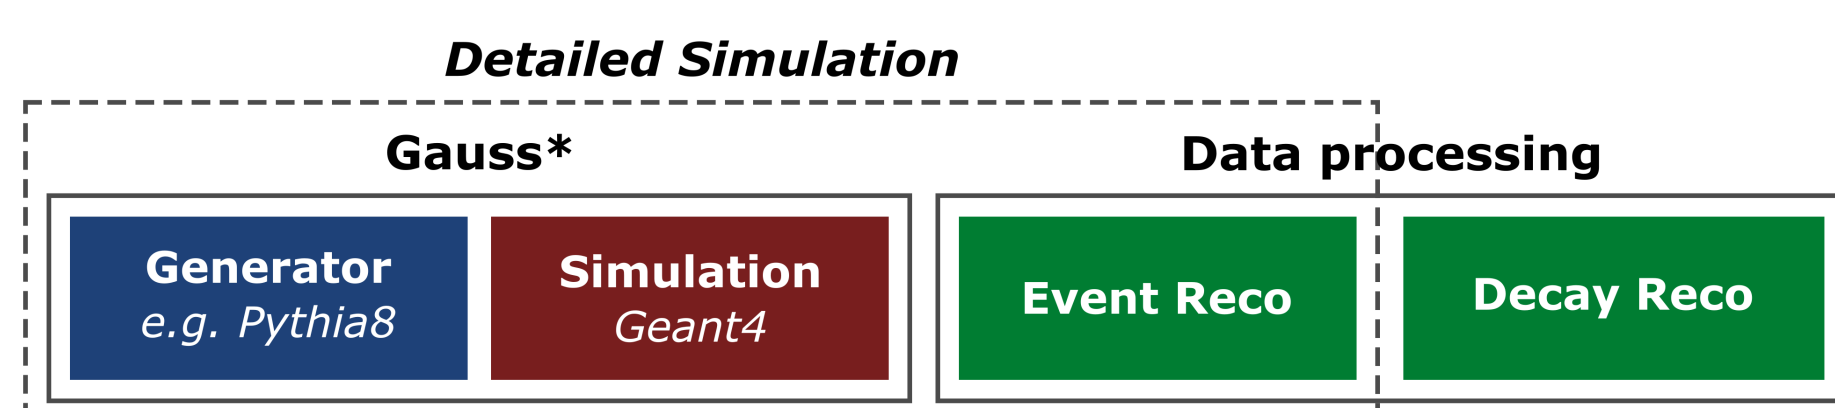 Detailed Simulation
Gauss*
Data processing
Generator
e.g. Pythia8
Simulation
Geant4
Event Reco
Decay Reco